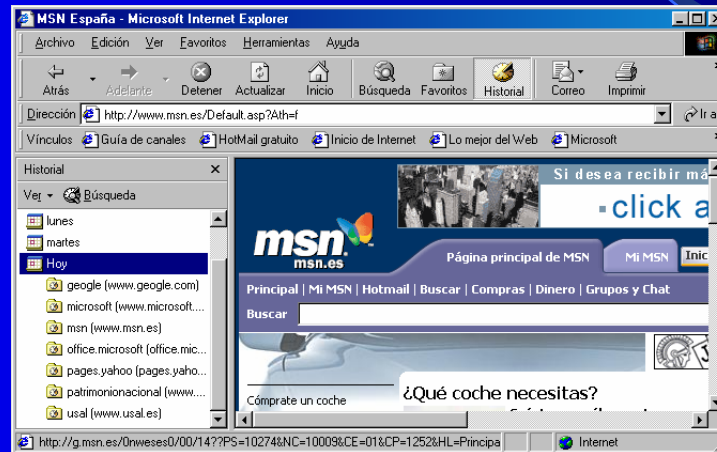 MSN España - Microsoft Internet Explorer
Archivo Edición Ver Favoritos Herramientas Ayuda
Atrás Adelante Detener Actualizar Inicio Búsqueda Favoritos Historial Correo Imprimir
Dirección http://www.msn.es/Default.asp?Ath=f Ir a
Vínculos Guía de canales HotMail gratuito Inicio de Internet Lo mejor del Web Microsoft
Historial
Ver Búsqueda
lunes
martes
Hoy
geogle (www.geogle.com)
microsoft (www.microsoft....
msn (www.msn.es)
office.microsoft (office.mic...
pages.yahoo (pages.yaho...
patrimonionacional (www....
usal (www.usal.es)
Si desea recibir má
click a
msn
msn.es
Página principal de MSN Mi MSN Inic
Principal | Mi MSN | Hotmail | Buscar | Compras | Dinero | Grupos y Chat
Buscar
Cómprate un coche
¿Qué coche necesitas?
http://g.msn.es/0nweses0/00/14??PS=10274&NC=10009&CE=01&CP=1252&HL=Principa Internet